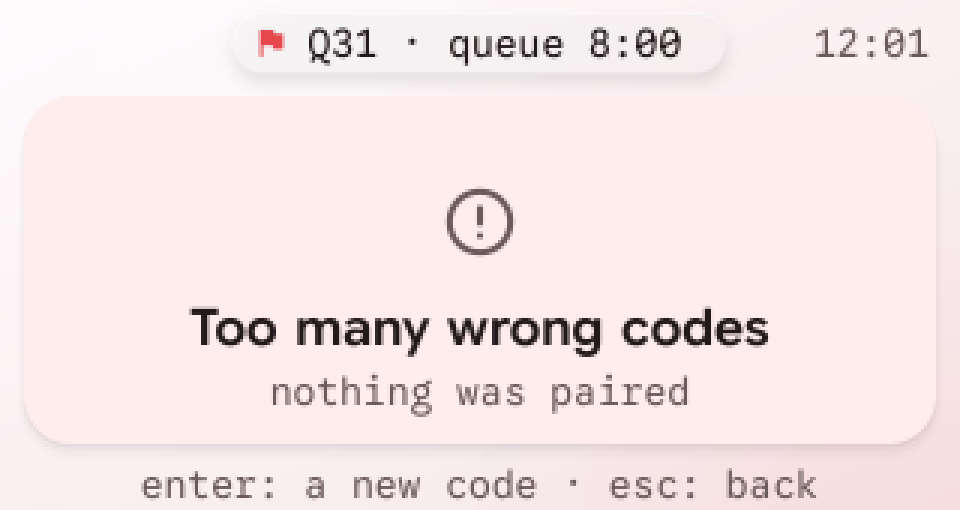 Q31 · queue 8:00
12:01
Too many wrong codes
nothing was paired
enter: a new code · esc: back